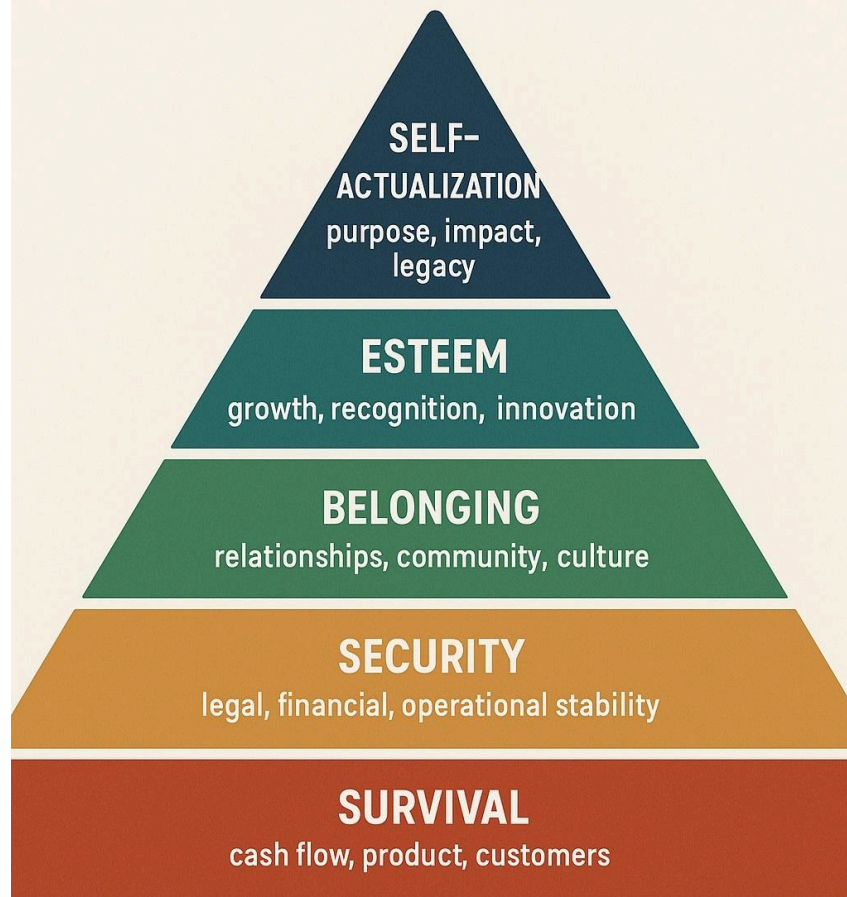 SELF-
ACTUALIZATION
purpose, impact,
legacy
ESTEEM
growth, recognition, innovation
BELONGING
relationships, community, culture
SECURITY
legal, financial, operational stability
SURVIVAL
cash flow, product, customers